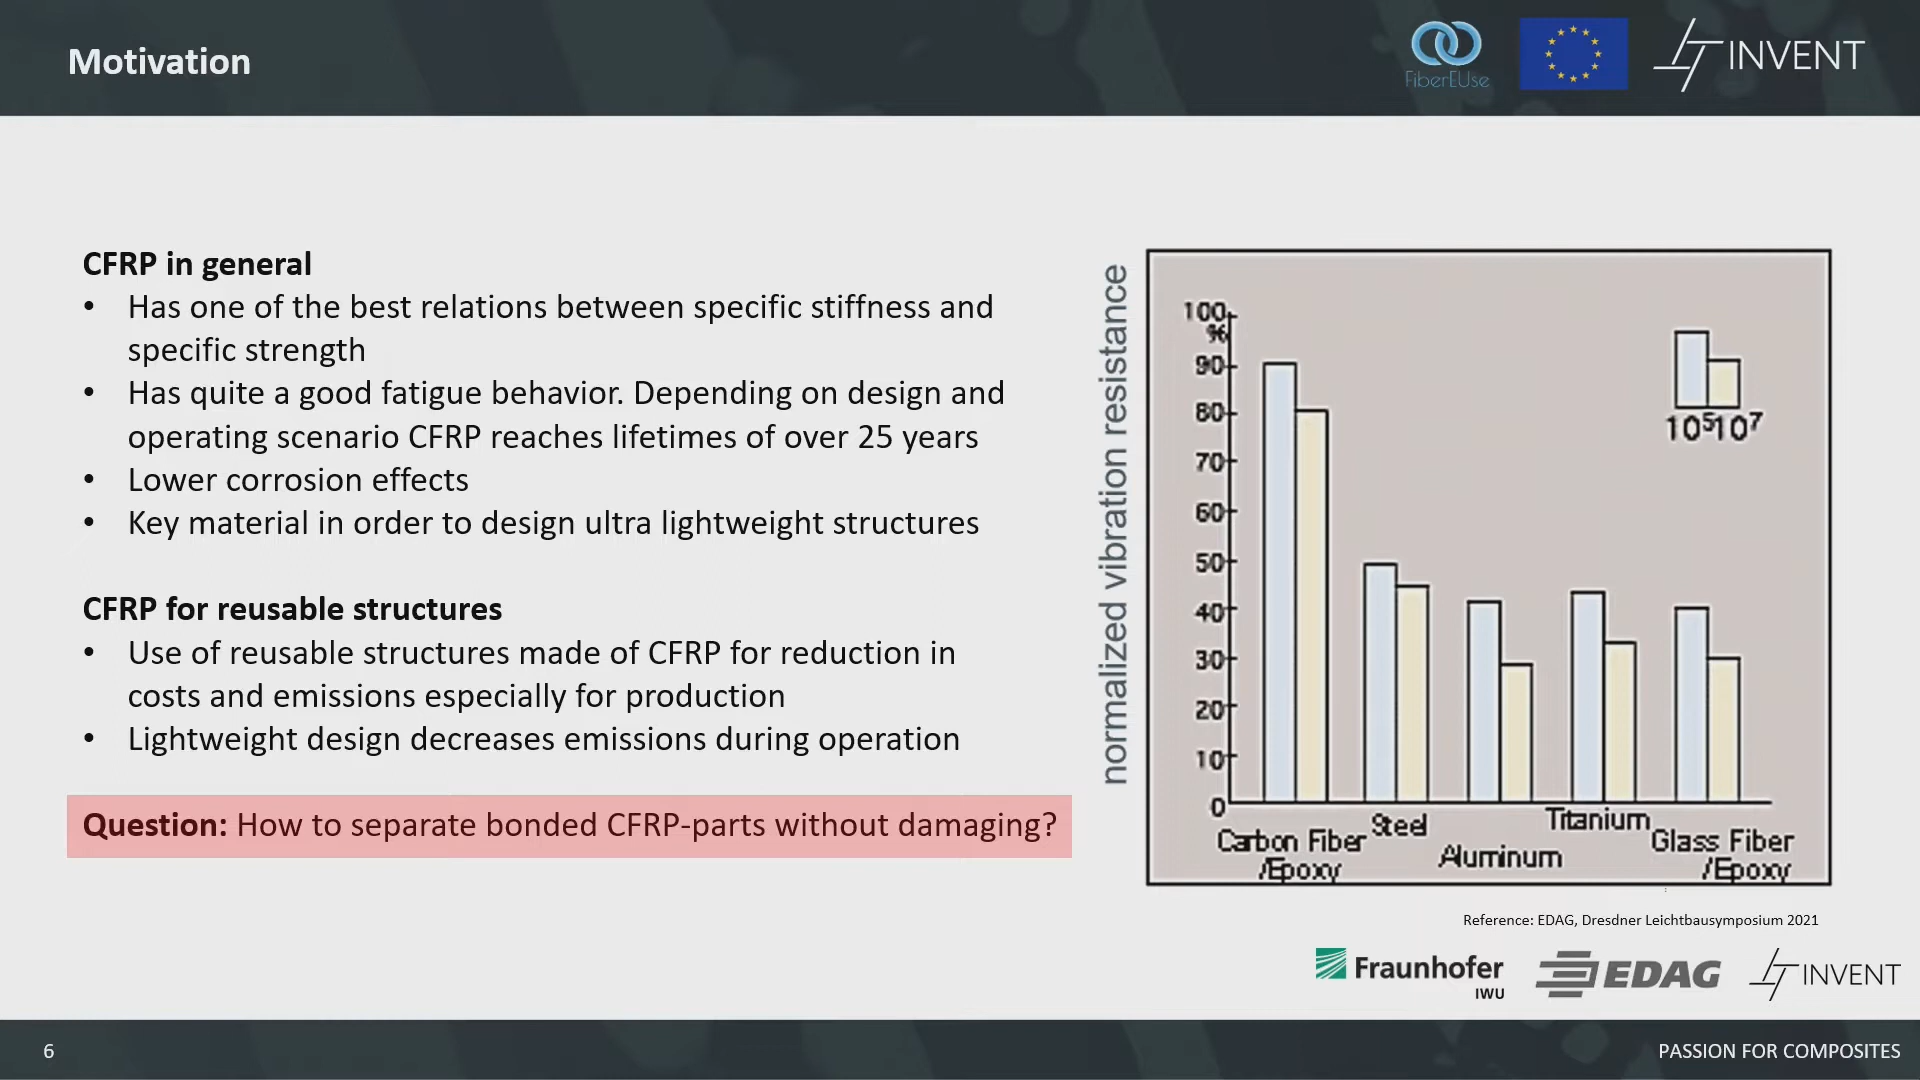 Motivation
FiberEUse
INVENT
CFRP in general
• Has one of the best relations between specific stiffness and
specific strength
• Has quite a good fatigue behavior. Depending on design and
operating scenario CFRP reaches lifetimes of over 25 years
• Lower corrosion effects
• Key material in order to design ultra lightweight structures
CFRP for reusable structures
• Use of reusable structures made of CFRP for reduction in
costs and emissions especially for production
• Lightweight design decreases emissions during operation
Question: How to separate bonded CFRP-parts without damaging?
normalized vibration resistance
100
%
90
80
70
60
50
40
30
20
10
0
10⁵ 10⁷
Carbon Fiber
/Epoxy
Steel
Aluminum
Titanium
Glass Fiber
/Epoxy
Reference: EDAG, Dresdner Leichtbausymposium 2021
Fraunhofer
IWU
EDAG
INVENT
6
PASSION FOR COMPOSITES